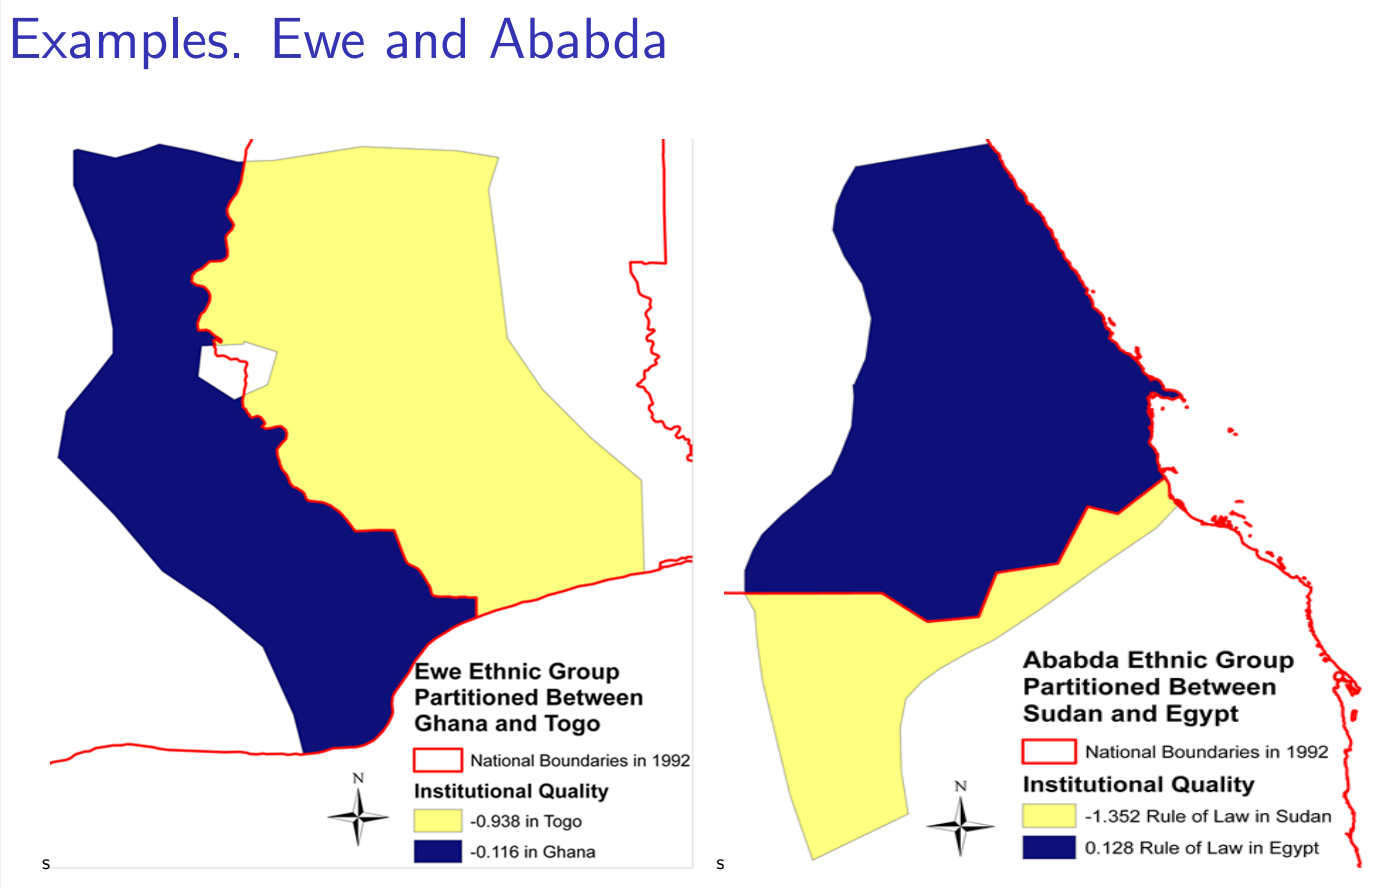 Examples. Ewe and Ababda
Ewe Ethnic Group
Partitioned Between
Ghana and Togo
National Boundaries in 1992
Institutional Quality
-0.938 in Togo
-0.116 in Ghana
N
s
Ababda Ethnic Group
Partitioned Between
Sudan and Egypt
National Boundaries in 1992
Institutional Quality
-1.352 Rule of Law in Sudan
0.128 Rule of Law in Egypt
N
s